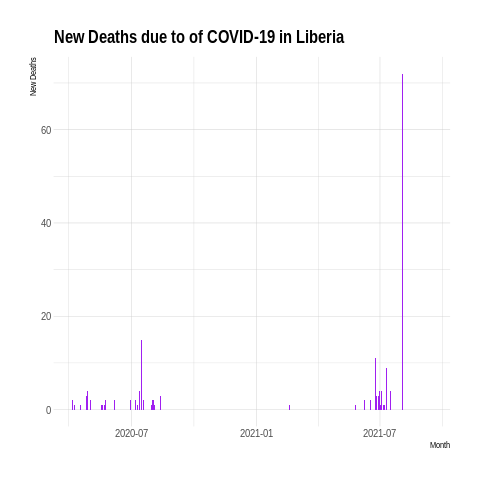 New Deaths due to of COVID-19 in Liberia
New Deaths
60
40
20
0
2020-07
2021-01
2021-07
Month